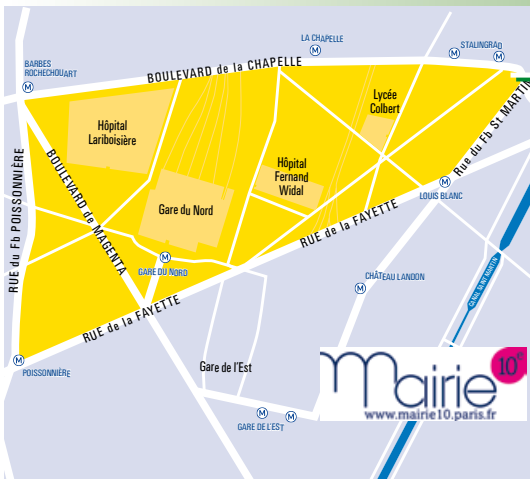 LA CHAPELLE
STALINGRAD
BARBES
ROCHECHOUART
BOULEVARD de la CHAPELLE
Lycée
Colbert
Hôpital
Lariboisière
Rue du Fb St MARTIN
Hôpital
Fernand
Widal
RUE du Fb POISSONNIÈRE
BOULEVARD de MAGENTA
Gare du Nord
LOUIS BLANC
RUE de la FAYETTE
GARE DU NORD
CHÂTEAU LANDON
CANAL SAINT MARTIN
RUE de la FAYETTE
Gare de l'Est
POISSONNIÈRE
GARE DE L'EST
mairie 10e
www.mairie10.paris.fr
M
M
M
M
M
M
M
M
M
M